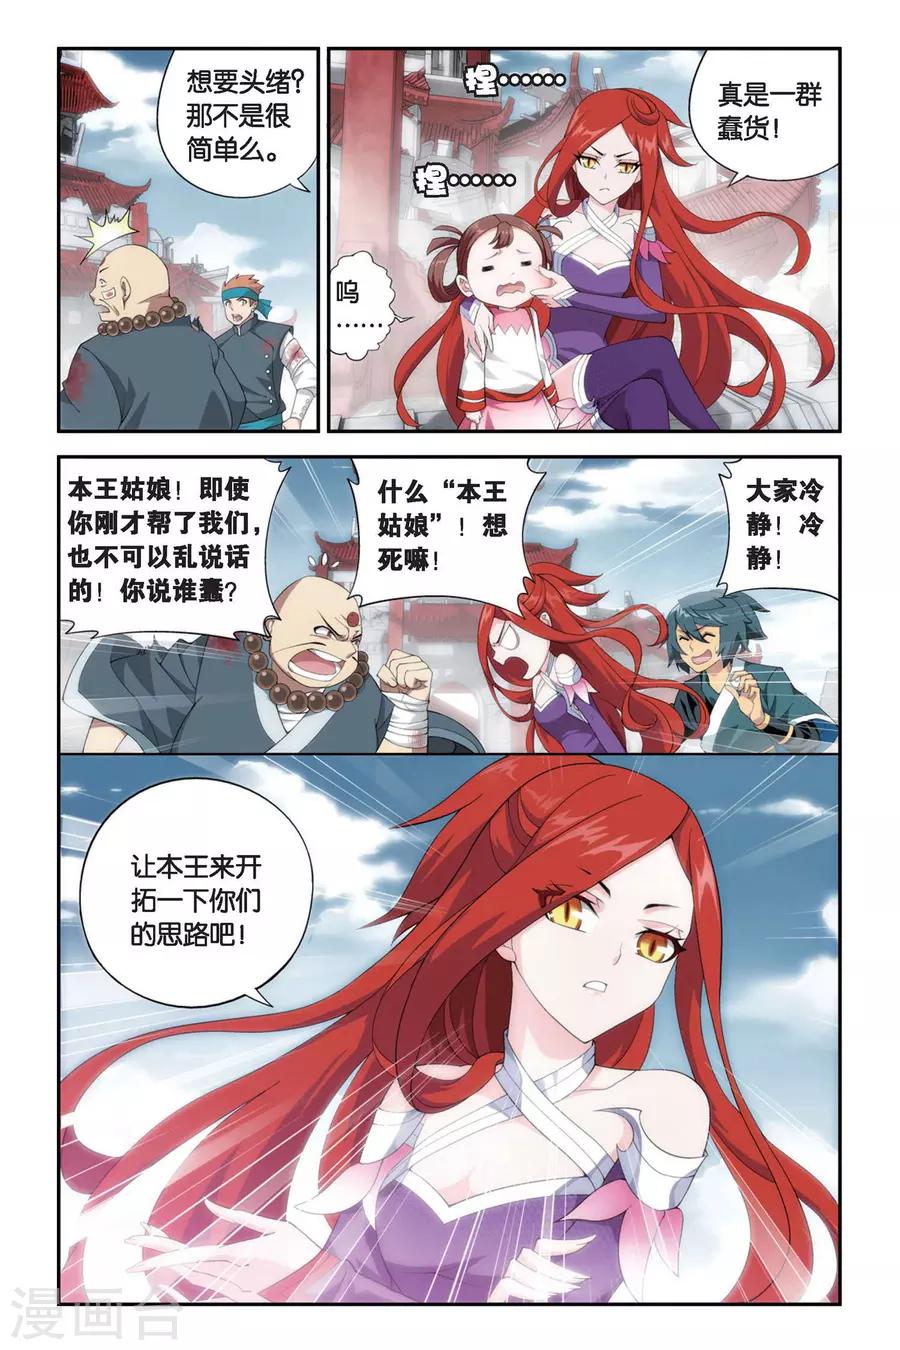 想要头绪？
那不是很
简单么。
捏……
真是一群
蠢货！
捏……
呜
……
本王姑娘！即使
你刚才帮了我们，
也不可以乱说话
的！你说谁蠢？
什么“本王
姑娘”！想
死嘛！
大家冷
静！冷
静！
让本王来开
拓一下你们
的思路吧！
漫画台